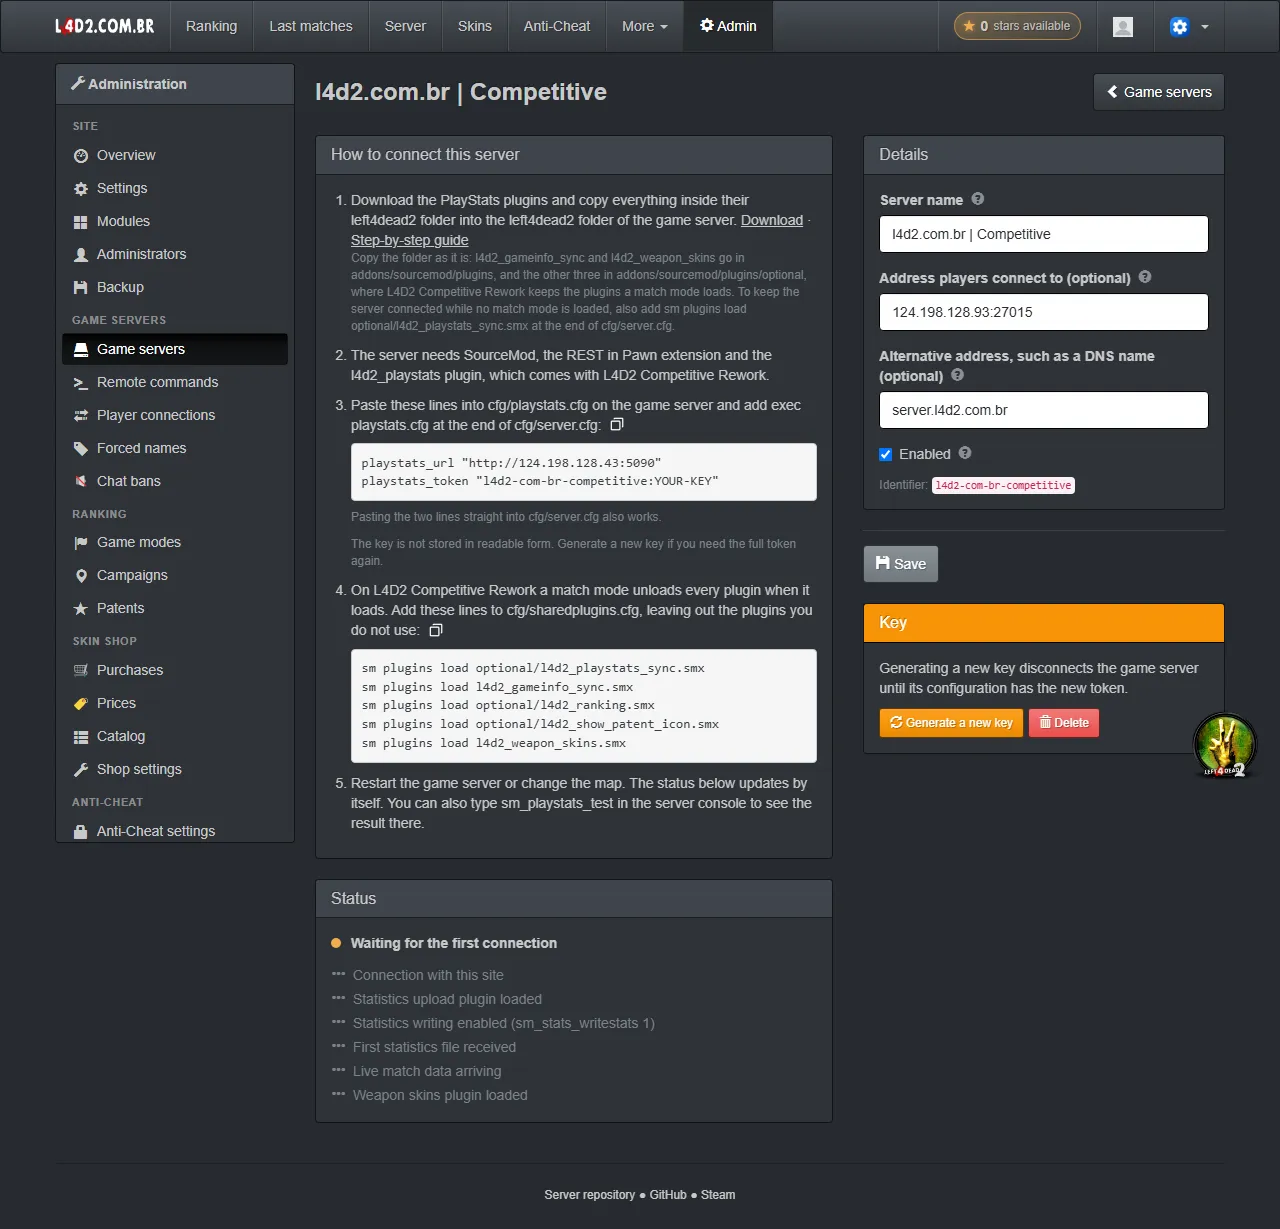 L4D2.COM.BR
Ranking
Last matches
Server
Skins
Anti-Cheat
More
Admin
0 stars available
Administration
SITE
Overview
Settings
Modules
Administrators
Backup
GAME SERVERS
Game servers
Remote commands
Player connections
Forced names
Chat bans
RANKING
Game modes
Campaigns
Patents
SKIN SHOP
Purchases
Prices
Catalog
Shop settings
ANTI-CHEAT
Anti-Cheat settings
l4d2.com.br | Competitive
Game servers
How to connect this server
1. Download the PlayStats plugins and copy everything inside their
left4dead2 folder into the left4dead2 folder of the game server. Download ·
Step-by-step guide
Copy the folder as it is: l4d2_gameinfo_sync and l4d2_weapon_skins go in
addons/sourcemod/plugins, and the other three in addons/sourcemod/plugins/optional,
where L4D2 Competitive Rework keeps the plugins a match mode loads. To keep the
server connected while no match mode is loaded, also add sm plugins load
optional/l4d2_playstats_sync.smx at the end of cfg/server.cfg.
2. The server needs SourceMod, the REST in Pawn extension and the
l4d2_playstats plugin, which comes with L4D2 Competitive Rework.
3. Paste these lines into cfg/playstats.cfg on the game server and add exec
playstats.cfg at the end of cfg/server.cfg:
playstats_url "http://124.198.128.43:5090"
playstats_token "l4d2-com-br-competitive:YOUR-KEY"
Pasting the two lines straight into cfg/server.cfg also works.
The key is not stored in readable form. Generate a new key if you need the full token
again.
4. On L4D2 Competitive Rework a match mode unloads every plugin when it
loads. Add these lines to cfg/sharedplugins.cfg, leaving out the plugins you
do not use:
sm plugins load optional/l4d2_playstats_sync.smx
sm plugins load l4d2_gameinfo_sync.smx
sm plugins load optional/l4d2_ranking.smx
sm plugins load optional/l4d2_show_patent_icon.smx
sm plugins load l4d2_weapon_skins.smx
5. Restart the game server or change the map. The status below updates by
itself. You can also type sm_playstats_test in the server console to see the
result there.
Status
Waiting for the first connection
Connection with this site
Statistics upload plugin loaded
Statistics writing enabled (sm_stats_writestats 1)
First statistics file received
Live match data arriving
Weapon skins plugin loaded
Details
Server name
l4d2.com.br | Competitive
Address players connect to (optional)
124.198.128.93:27015
Alternative address, such as a DNS name
(optional)
server.l4d2.com.br
Enabled
Identifier: l4d2-com-br-competitive
Save
Key
Generating a new key disconnects the game server
until its configuration has the new token.
Generate a new key
Delete
LEFT 4 DEAD 2
Server repository ● GitHub ● Steam